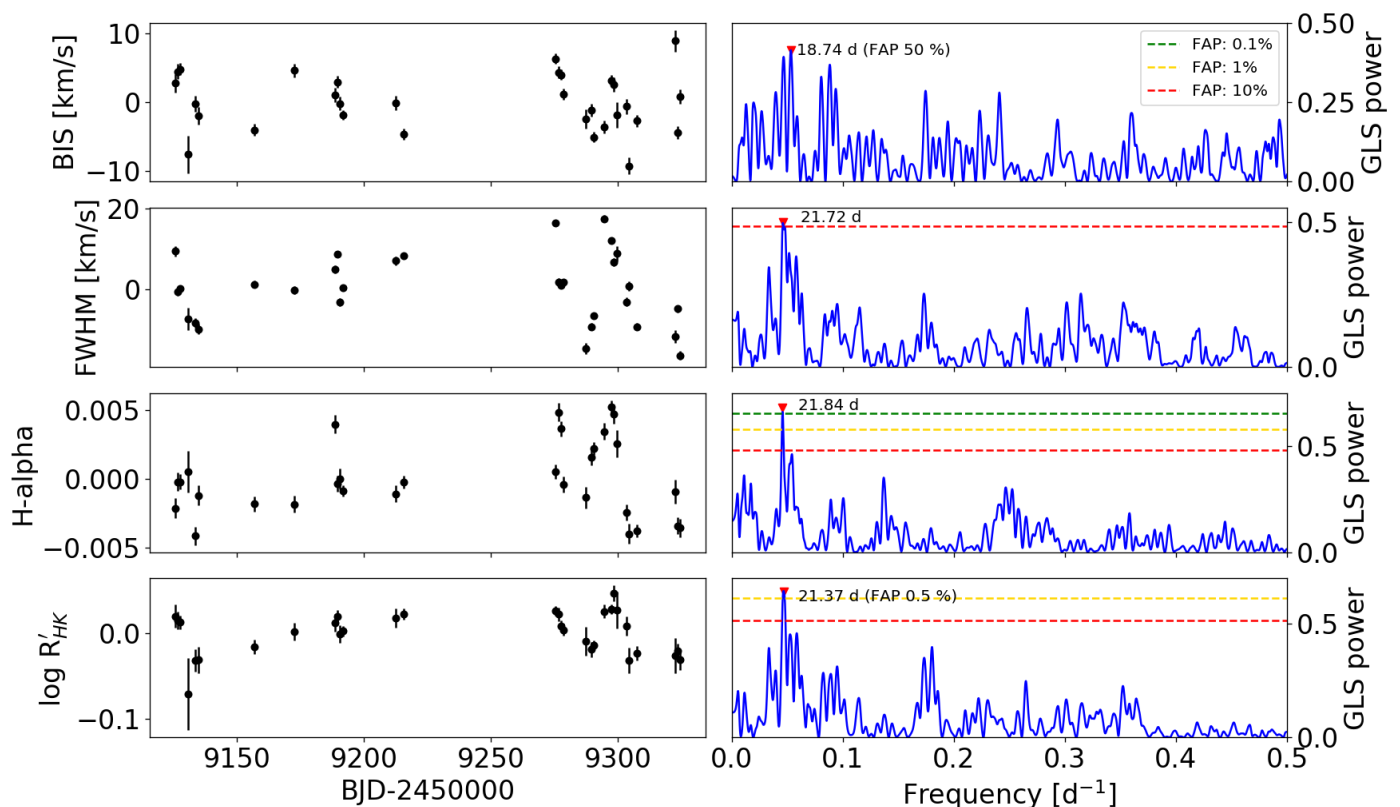 BIS [km/s]
10
0
−10
18.74 d (FAP 50 %)
FAP: 0.1%
FAP: 1%
FAP: 10%
0.50
0.25
0.00
GLS power
FWHM [km/s]
20
0
21.72 d
0.5
0.0
GLS power
H-alpha
0.005
0.000
−0.005
21.84 d
0.5
0.0
GLS power
log R′HK
0.0
−0.1
21.37 d (FAP 0.5 %)
0.5
0.0
GLS power
9150 9200 9250 9300
BJD-2450000
0.0 0.1 0.2 0.3 0.4 0.5
Frequency [d⁻¹]